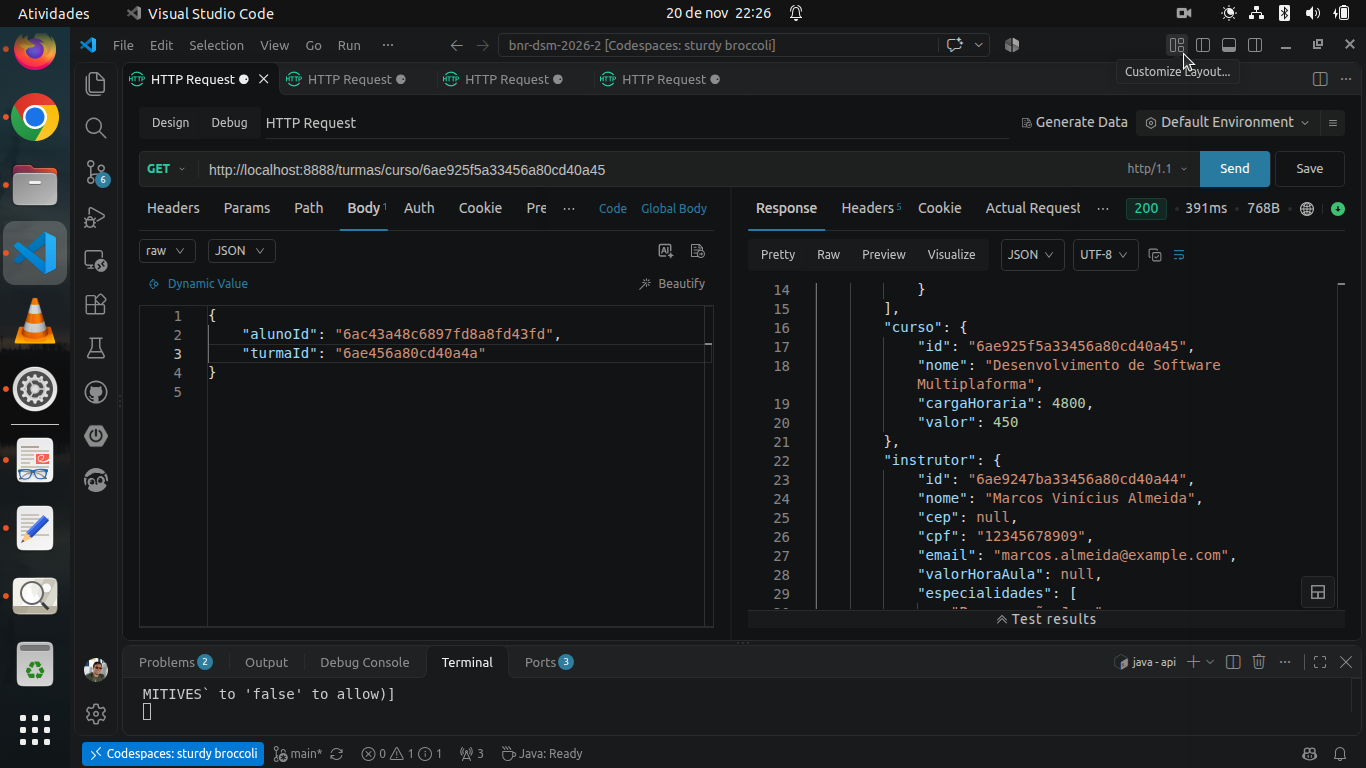 Atividades
Visual Studio Code
20 de nov 22:26
File Edit Selection View Go Run ···
bnr-dsm-2026-2 [Codespaces: sturdy broccoli]
HTTP Request
HTTP Request
HTTP Request
HTTP Request
Customize Layout...
Design Debug HTTP Request
Generate Data
Default Environment
GET
http://localhost:8888/turmas/curso/6ae925f5a33456a80cd40a45
http/1.1
Send
Save
Headers Params Path Body 1 Auth Cookie Pre ··· Code Global Body
raw
JSON
Dynamic Value
Beautify
1 {
2 "alunoId": "6ac43a48c6897fd8a8fd43fd",
3 "turmaId": "6ae456a80cd40a4a"
4 }
5
Response Headers 5 Cookie Actual Request ··· 200 391ms 768B
Pretty Raw Preview Visualize JSON UTF-8
14 }
15 ],
16 "curso": {
17 "id": "6ae925f5a33456a80cd40a45",
18 "nome": "Desenvolvimento de Software
Multiplaforma",
19 "cargaHoraria": 4800,
20 "valor": 450
21 },
22 "instrutor": {
23 "id": "6ae9247ba33456a80cd40a44",
24 "nome": "Marcos Vinícius Almeida",
25 "cep": null,
26 "cpf": "12345678909",
27 "email": "marcos.almeida@example.com",
28 "valorHoraAula": null,
29 "especialidades": [
Test results
6
Problems 2 Output Debug Console Terminal Ports 3
java - api
MITIVES` to 'false' to allow)]
Codespaces: sturdy broccoli
main*
0 1 1
3
Java: Ready